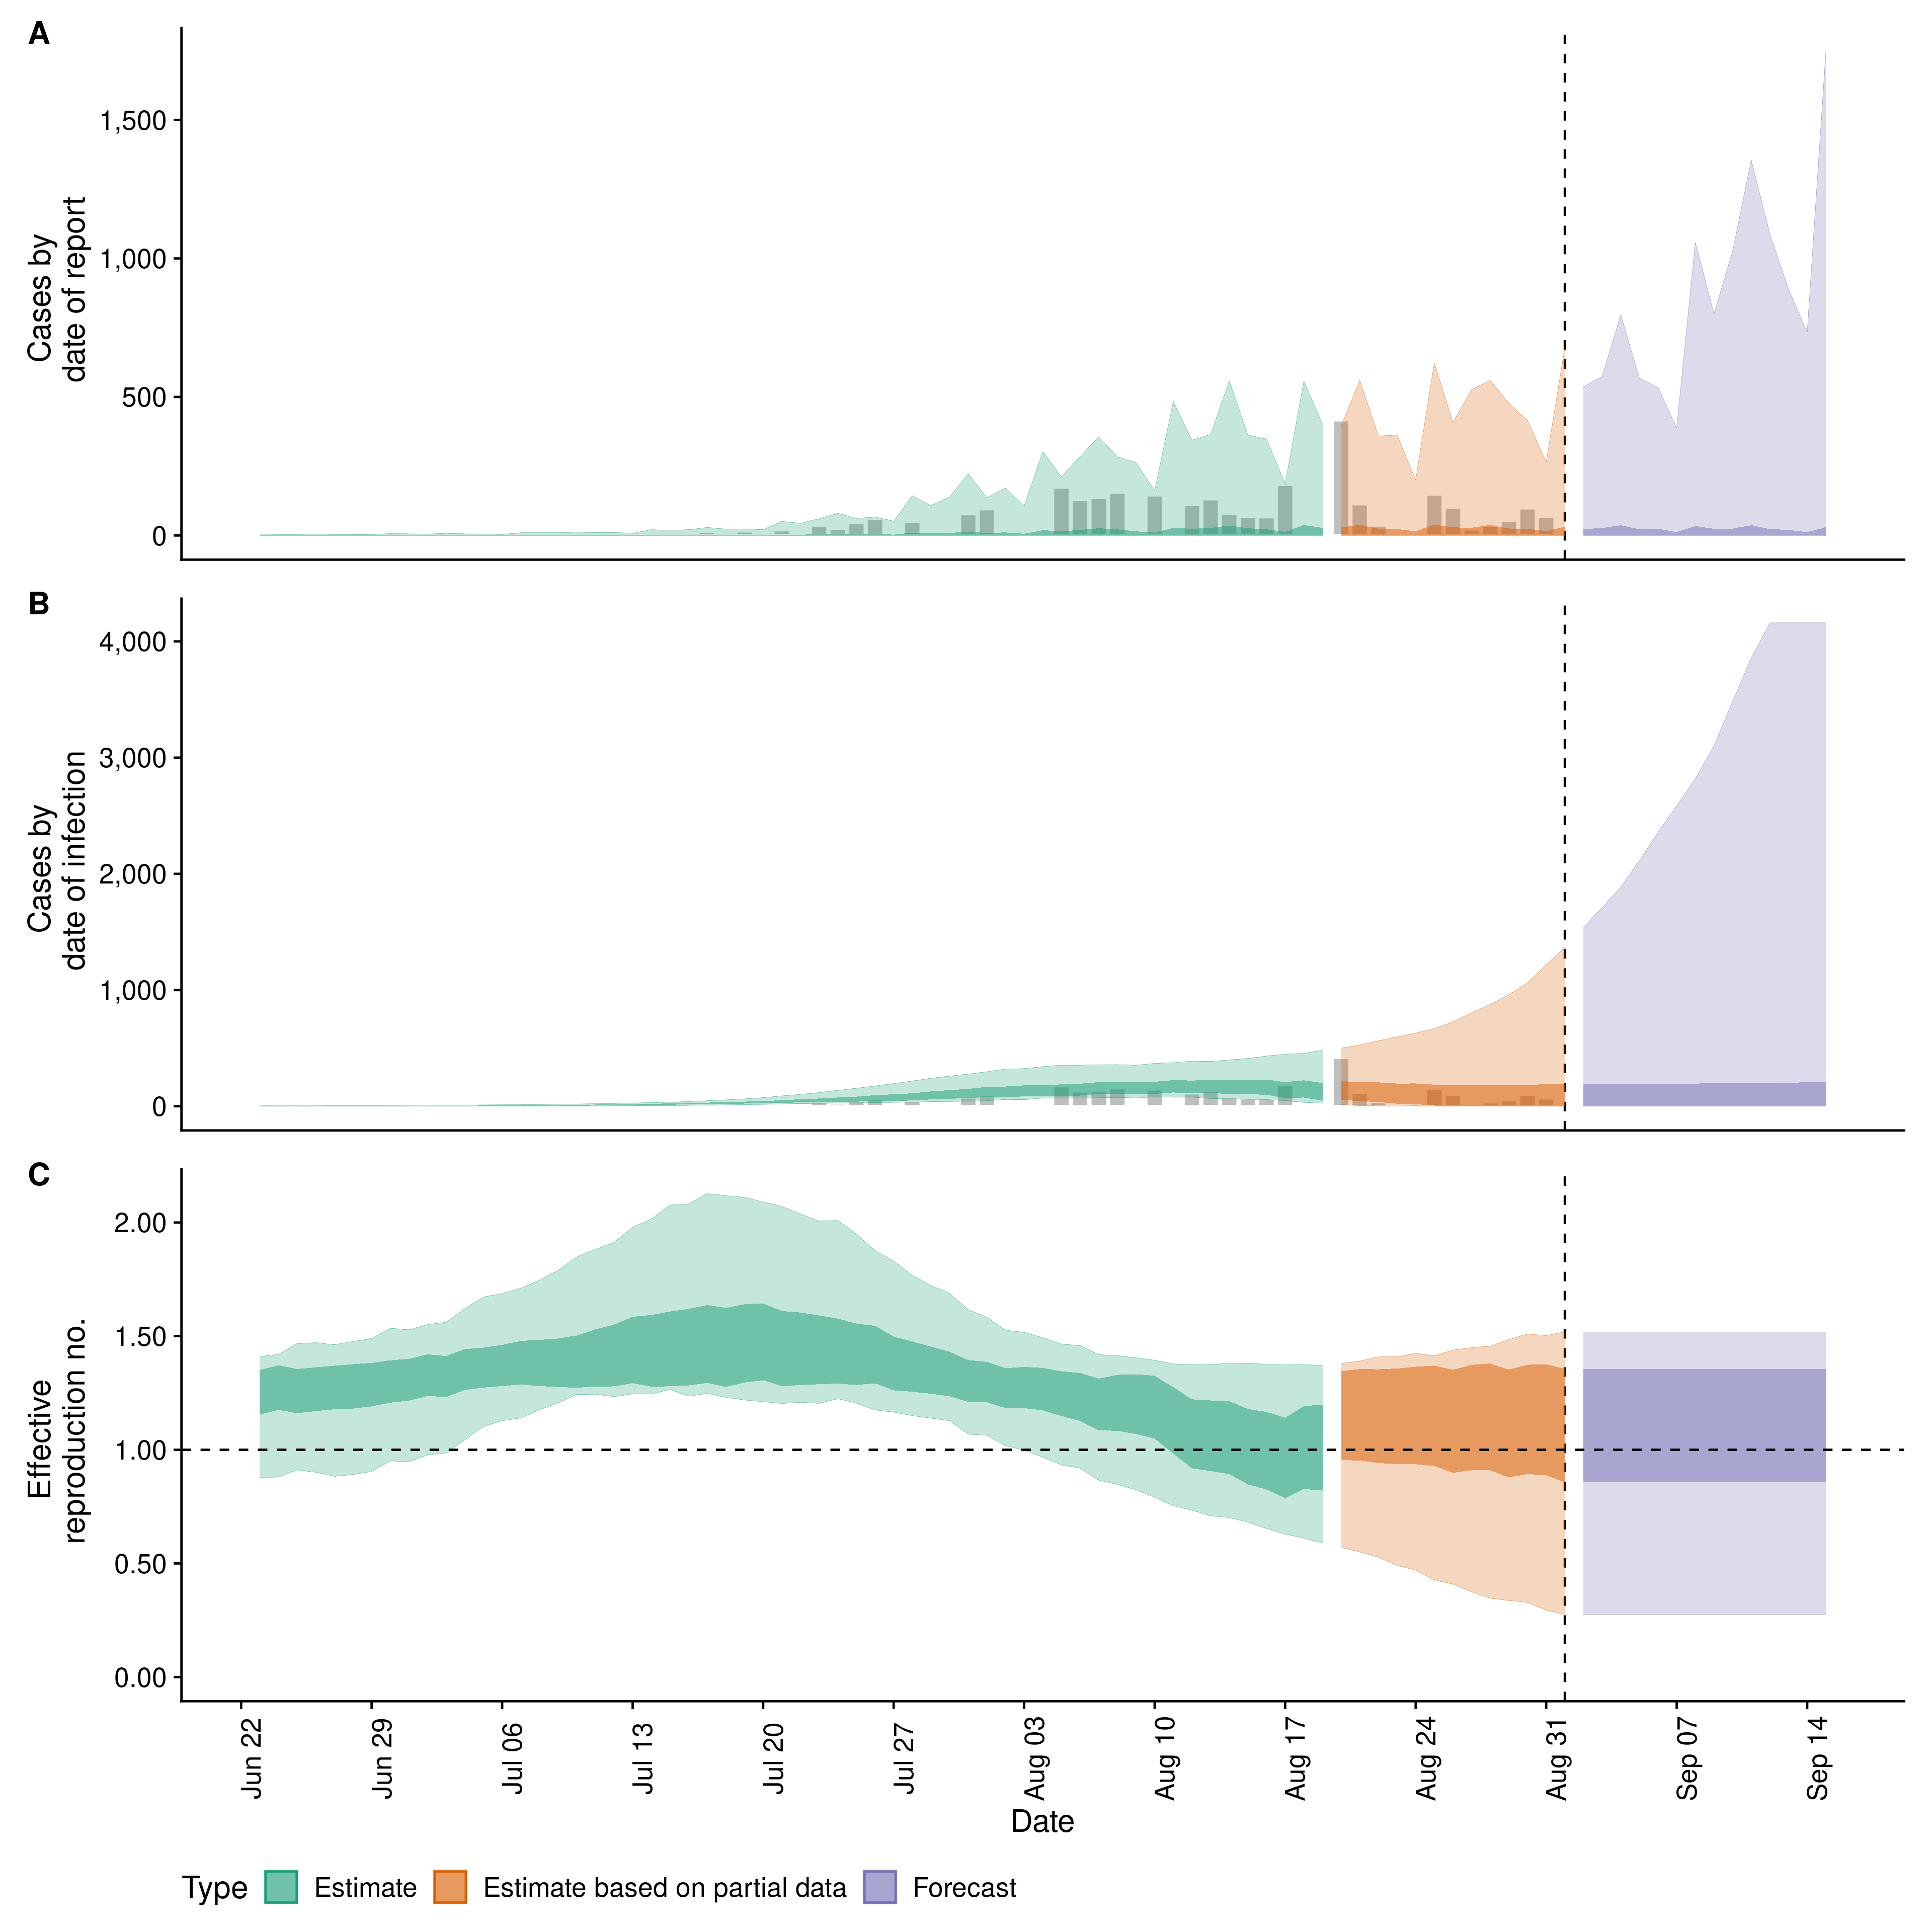 A
Cases by
date of report
1,500
1,000
500
0
B
Cases by
date of infection
4,000
3,000
2,000
1,000
0
C
Effective
reproduction no.
2.00
1.50
1.00
0.50
0.00
Jun 22
Jun 29
Jul 06
Jul 13
Jul 20
Jul 27
Aug 03
Aug 10
Aug 17
Aug 24
Aug 31
Sep 07
Sep 14
Date
Type Estimate Estimate based on partial data Forecast